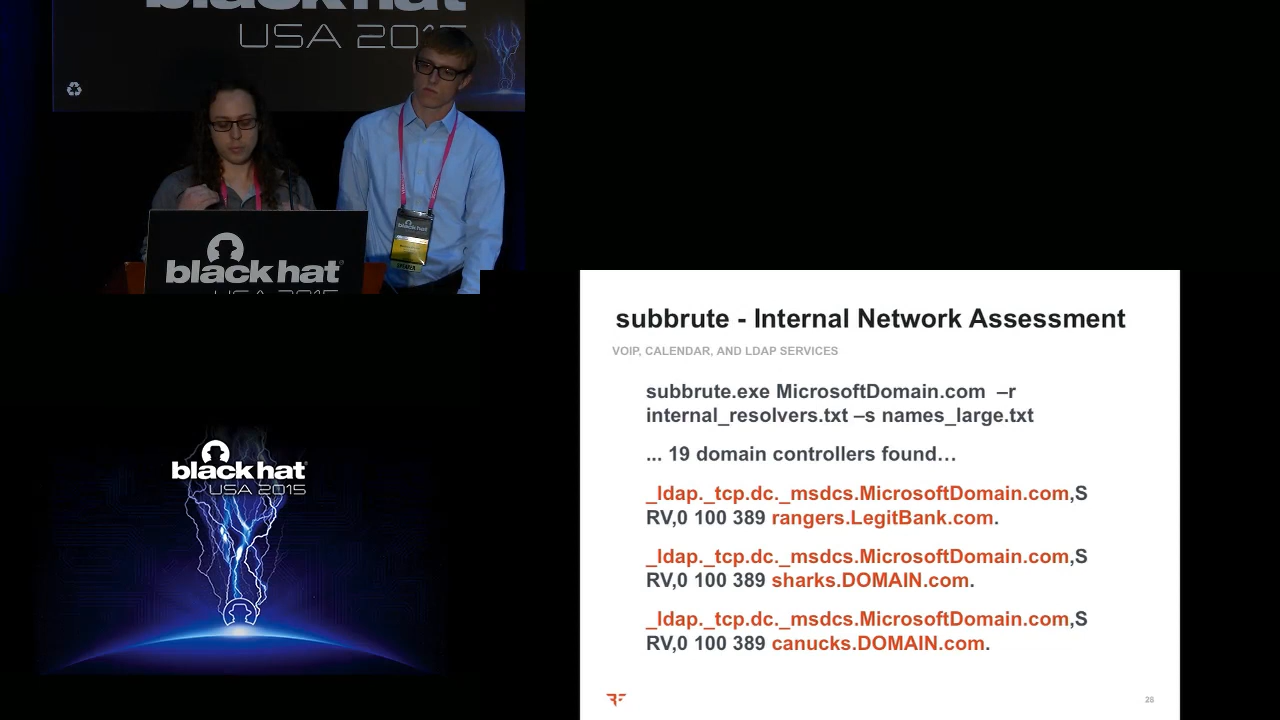 black hat
USA 2015
black hat
black hat
USA 2015
subbrute - Internal Network Assessment
VOIP, CALENDAR, AND LDAP SERVICES
subbrute.exe MicrosoftDomain.com –r
internal_resolvers.txt –s names_large.txt
... 19 domain controllers found…
_ldap._tcp.dc._msdcs.MicrosoftDomain.com,S
RV,0 100 389 rangers.LegitBank.com.
_ldap._tcp.dc._msdcs.MicrosoftDomain.com,S
RV,0 100 389 sharks.DOMAIN.com.
_ldap._tcp.dc._msdcs.MicrosoftDomain.com,S
RV,0 100 389 canucks.DOMAIN.com.
28
black hat
USA 2015